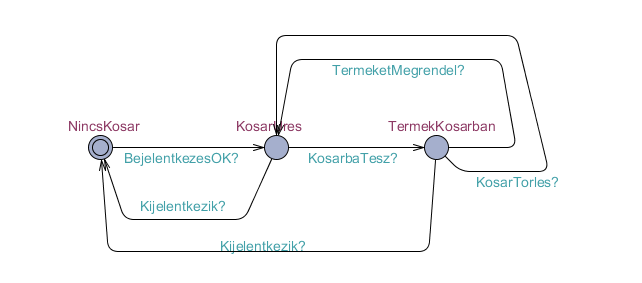 TermeketMegrendel?
NincsKosar
KosarUres
TermekKosarban
BejelentkezesOK?
KosarbaTesz?
KosarTorles?
Kijelentkezik?
Kijelentkezik?